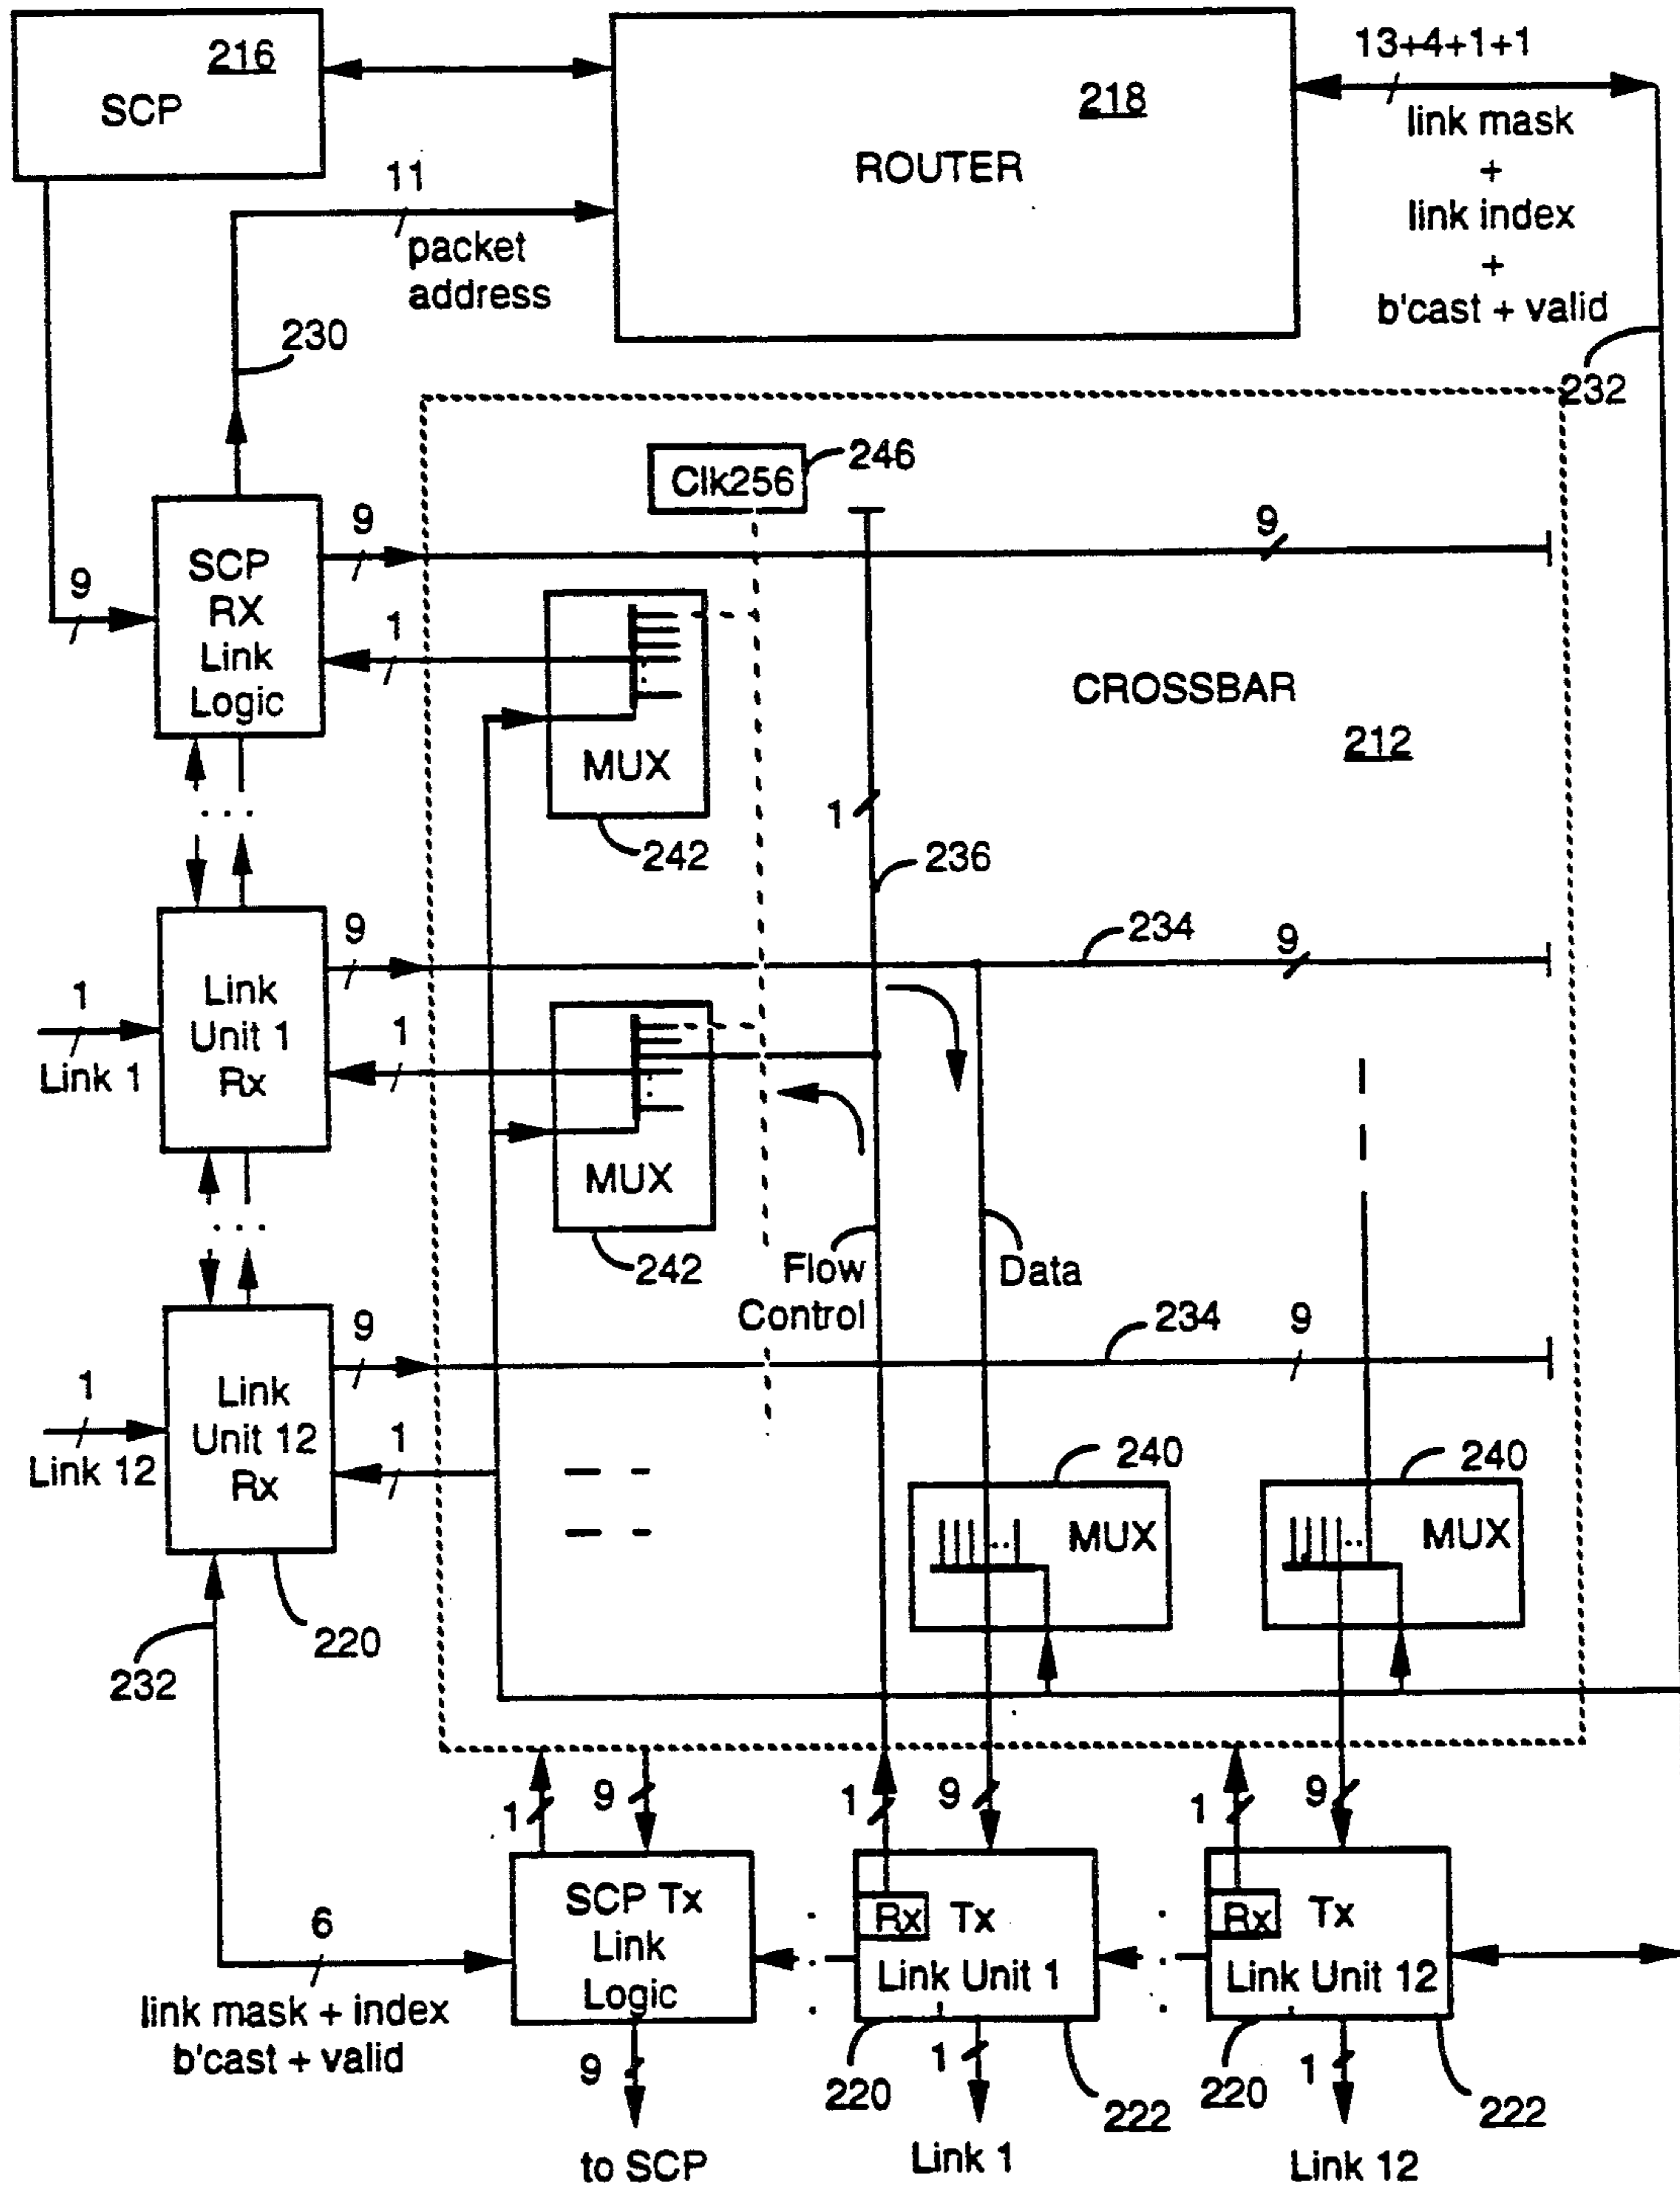 216
SCP
218
ROUTER
13+4+1+1
link mask
+
link index
+
b'cast + valid
232
11
packet
address
230
246
Clk256
9
9
SCP
RX
Link
Logic
9
1
CROSSBAR
212
MUX
242
1
236
9
234
9
Link
Unit 1
Rx
1
Link 1
1
MUX
242
Flow
Control
Data
234
9
9
Link
Unit 12
Rx
1
Link 12
1
240
MUX
240
MUX
220
232
1
9
1
9
1
9
SCP Tx
Link
Logic
Rx
Tx
Link Unit 1
Rx
Tx
Link Unit 12
6
link mask + index
b'cast + valid
9
to SCP
220
1
222
Link 1
220
1
222
Link 12